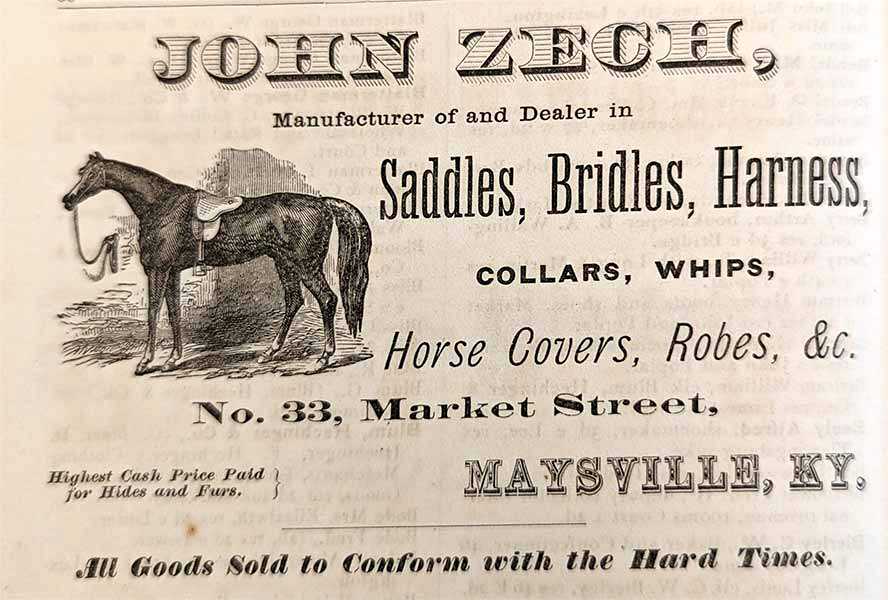 JOHN ZECH,
Manufacturer of and Dealer in
Saddles, Bridles, Harness,
COLLARS, WHIPS,
Horse Covers, Robes, &c.
No. 33, Market Street,
MAYSVILLE, KY,
Highest Cash Price Paid
for Hides and Furs.
All Goods Sold to Conform with the Hard Times.